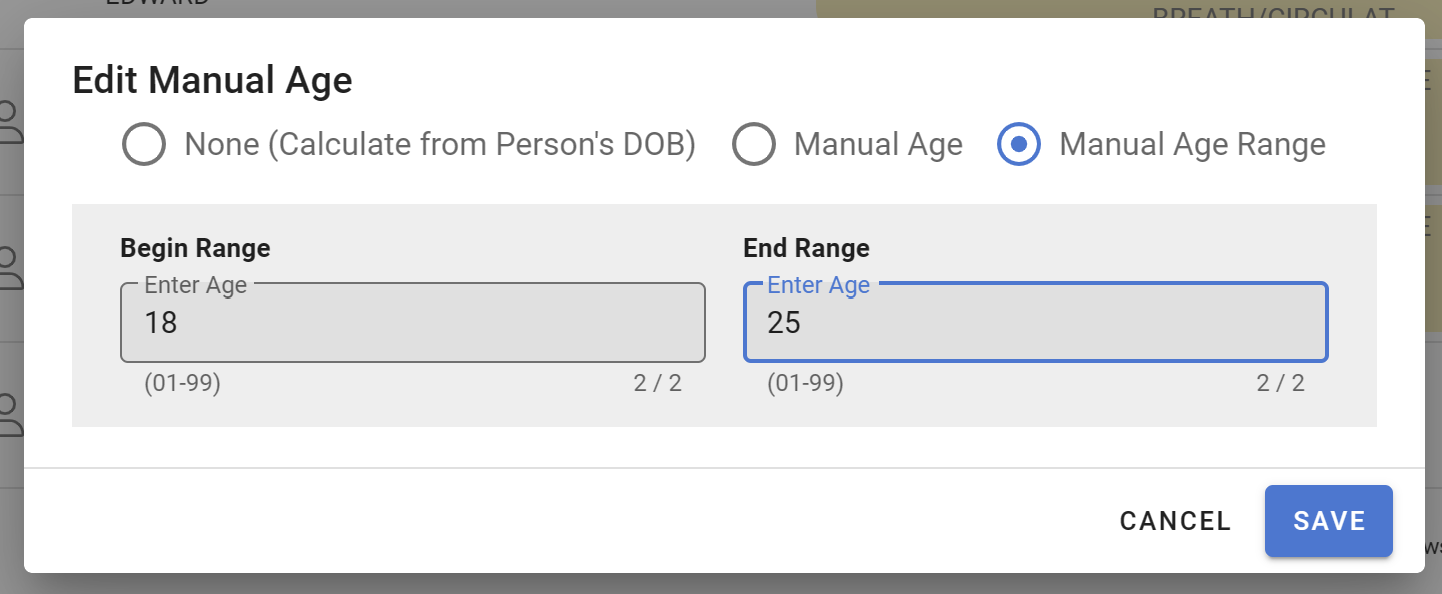 EDWARD
BREATH/CIRCULAT
Edit Manual Age
None (Calculate from Person's DOB) Manual Age Manual Age Range
Begin Range End Range
Enter Age Enter Age
18 25
(01-99) 2 / 2 (01-99) 2 / 2
CANCEL SAVE